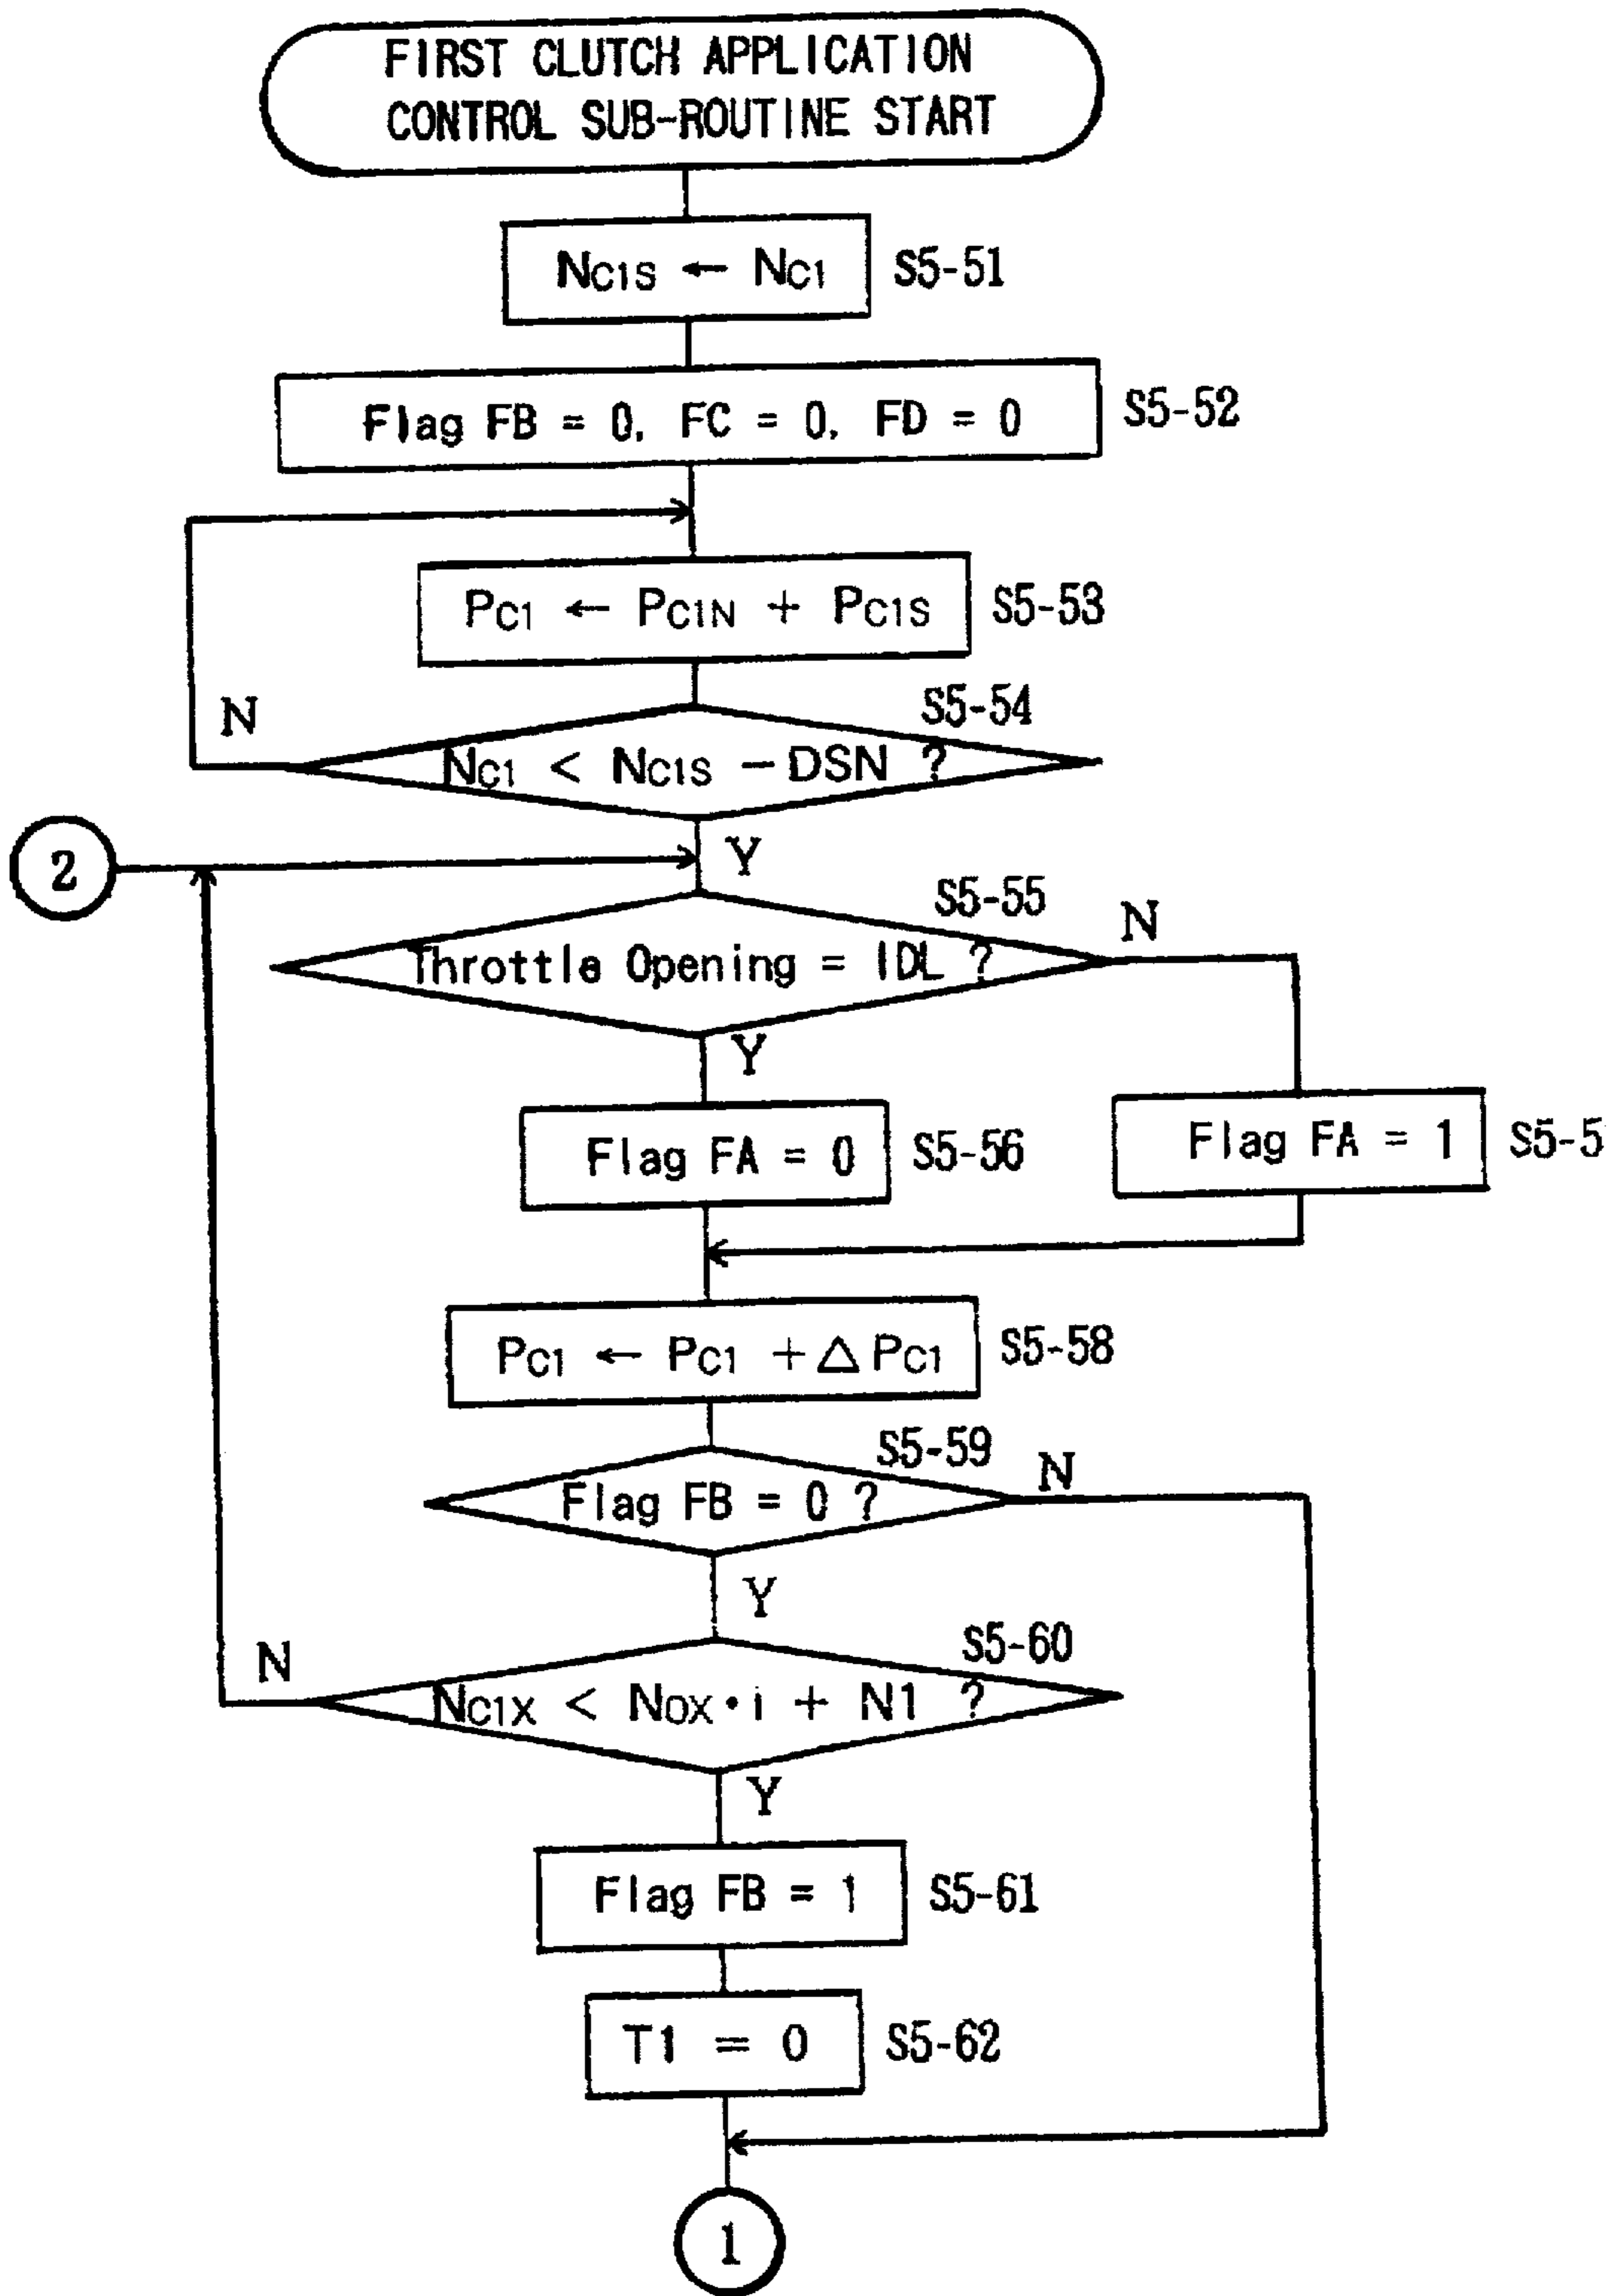 FIRST CLUTCH APPLICATION
CONTROL SUB-ROUTINE START
NC1S ← NC1 S5-51
Flag FB = 0, FC = 0, FD = 0 S5-52
PC1 ← PC1N + PC1S S5-53
N S5-54
NC1 < NC1S - DSN ?
2 Y
S5-55 N
Throttle Opening = IDL ?
Y
Flag FA = 0 S5-56 Flag FA = 1 S5-5
PC1 ← PC1 + △ PC1 S5-58
S5-59 N
Flag FB = 0 ?
Y
N S5-60
NC1X < NOX·i + N1 ?
Y
Flag FB = 1 S5-61
T1 = 0 S5-62
1